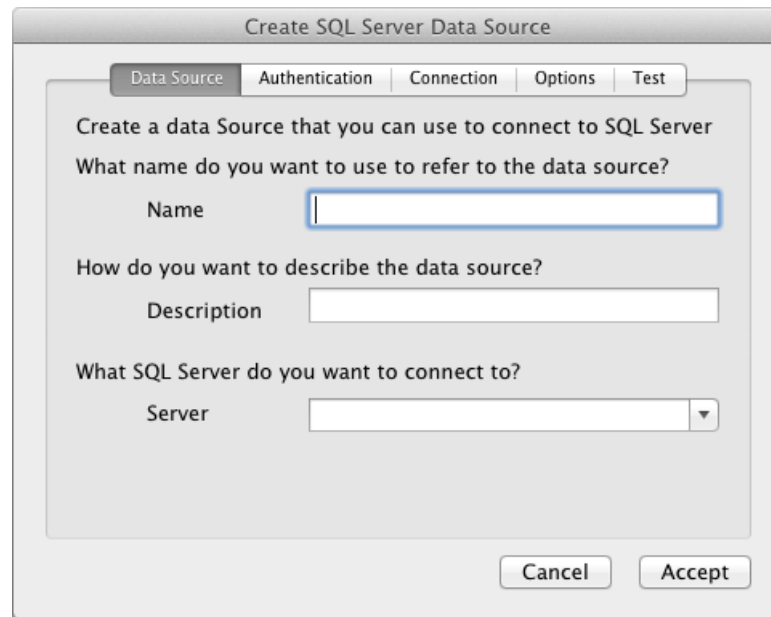 Create SQL Server Data Source
Data Source Authentication Connection Options Test
Create a data Source that you can use to connect to SQL Server
What name do you want to use to refer to the data source?
Name
How do you want to describe the data source?
Description
What SQL Server do you want to connect to?
Server
Cancel Accept